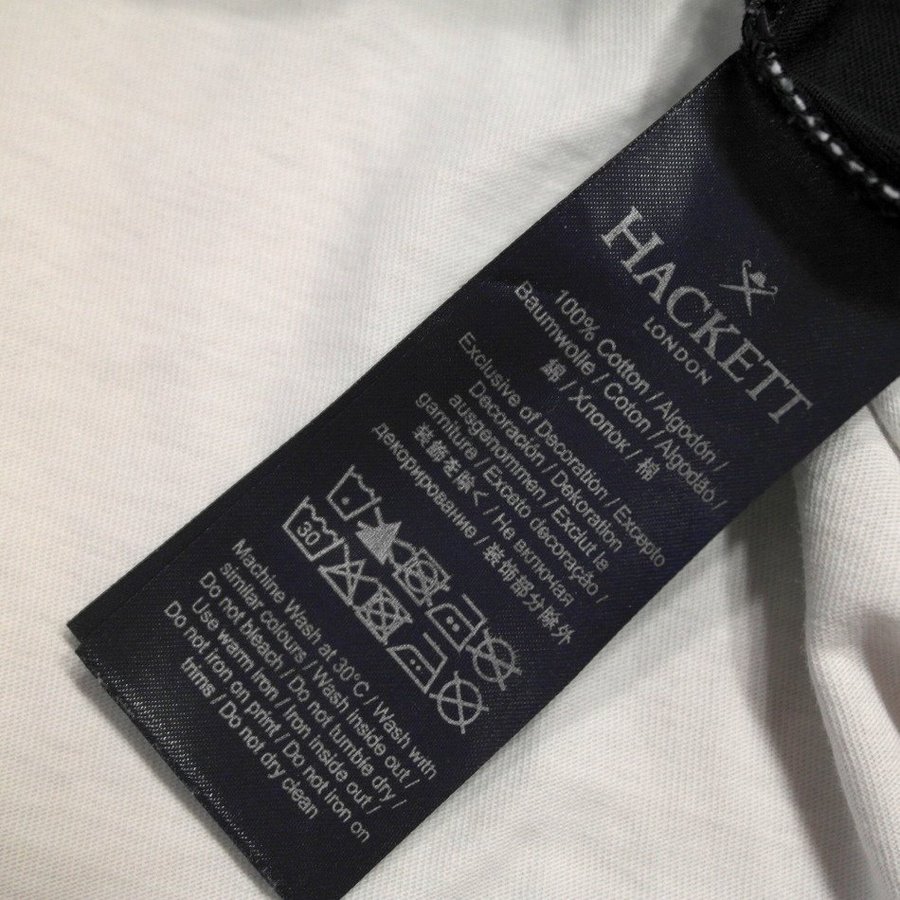 HACKETT
LONDON
100% Cotton / Algodón /
Baumwolle / Coton / Algodão /
綿 / Хлопок / 棉
Exclusive of Decoration / Excepto
Decoración / Dekoration
ausgenommen / Exclut la
garniture / Exceto decoração /
装飾を除く / Не включая
декорирование / 装饰部分除外
30
Machine Wash at 30°C / Wash with
similar colours / Wash inside out /
Do not bleach / Do not tumble dry /
Use warm iron / Iron inside out /
Do not iron on print / Do not iron on
trims / Do not dry clean